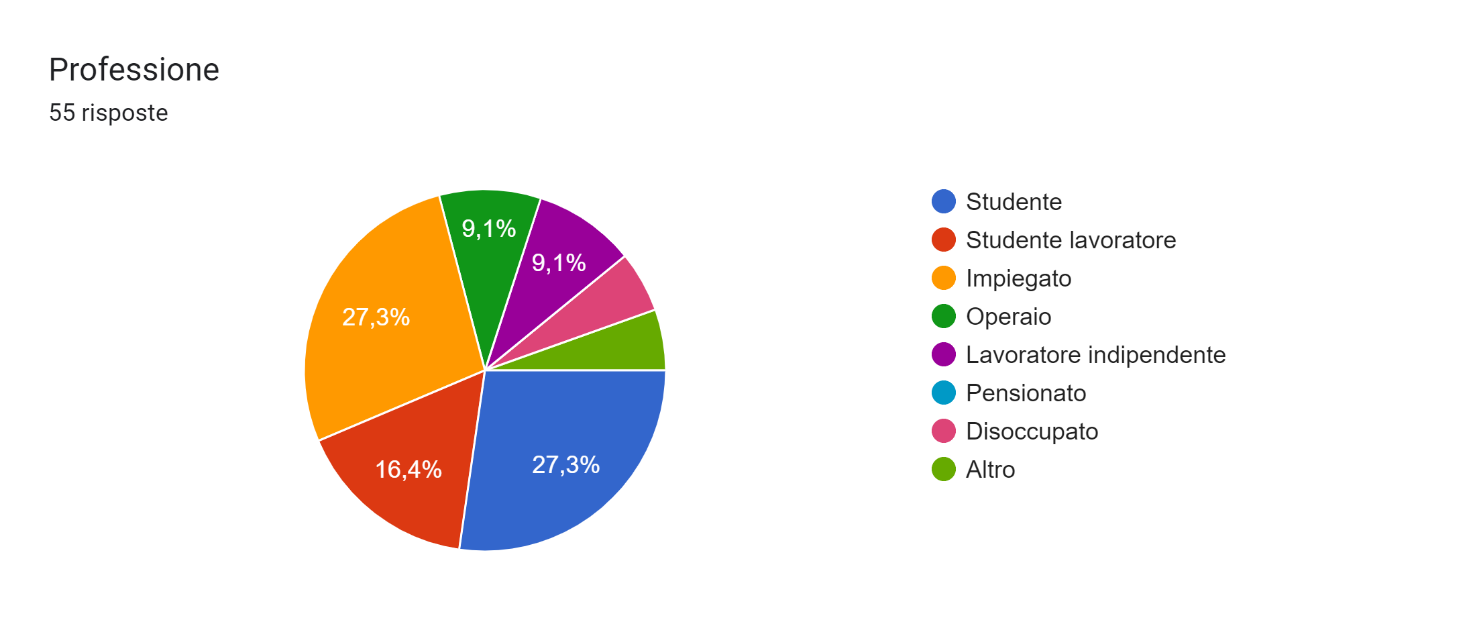 Professione
55 risposte
9,1%
9,1%
27,3%
16,4%
27,3%
Studente
Studente lavoratore
Impiegato
Operaio
Lavoratore indipendente
Pensionato
Disoccupato
Altro